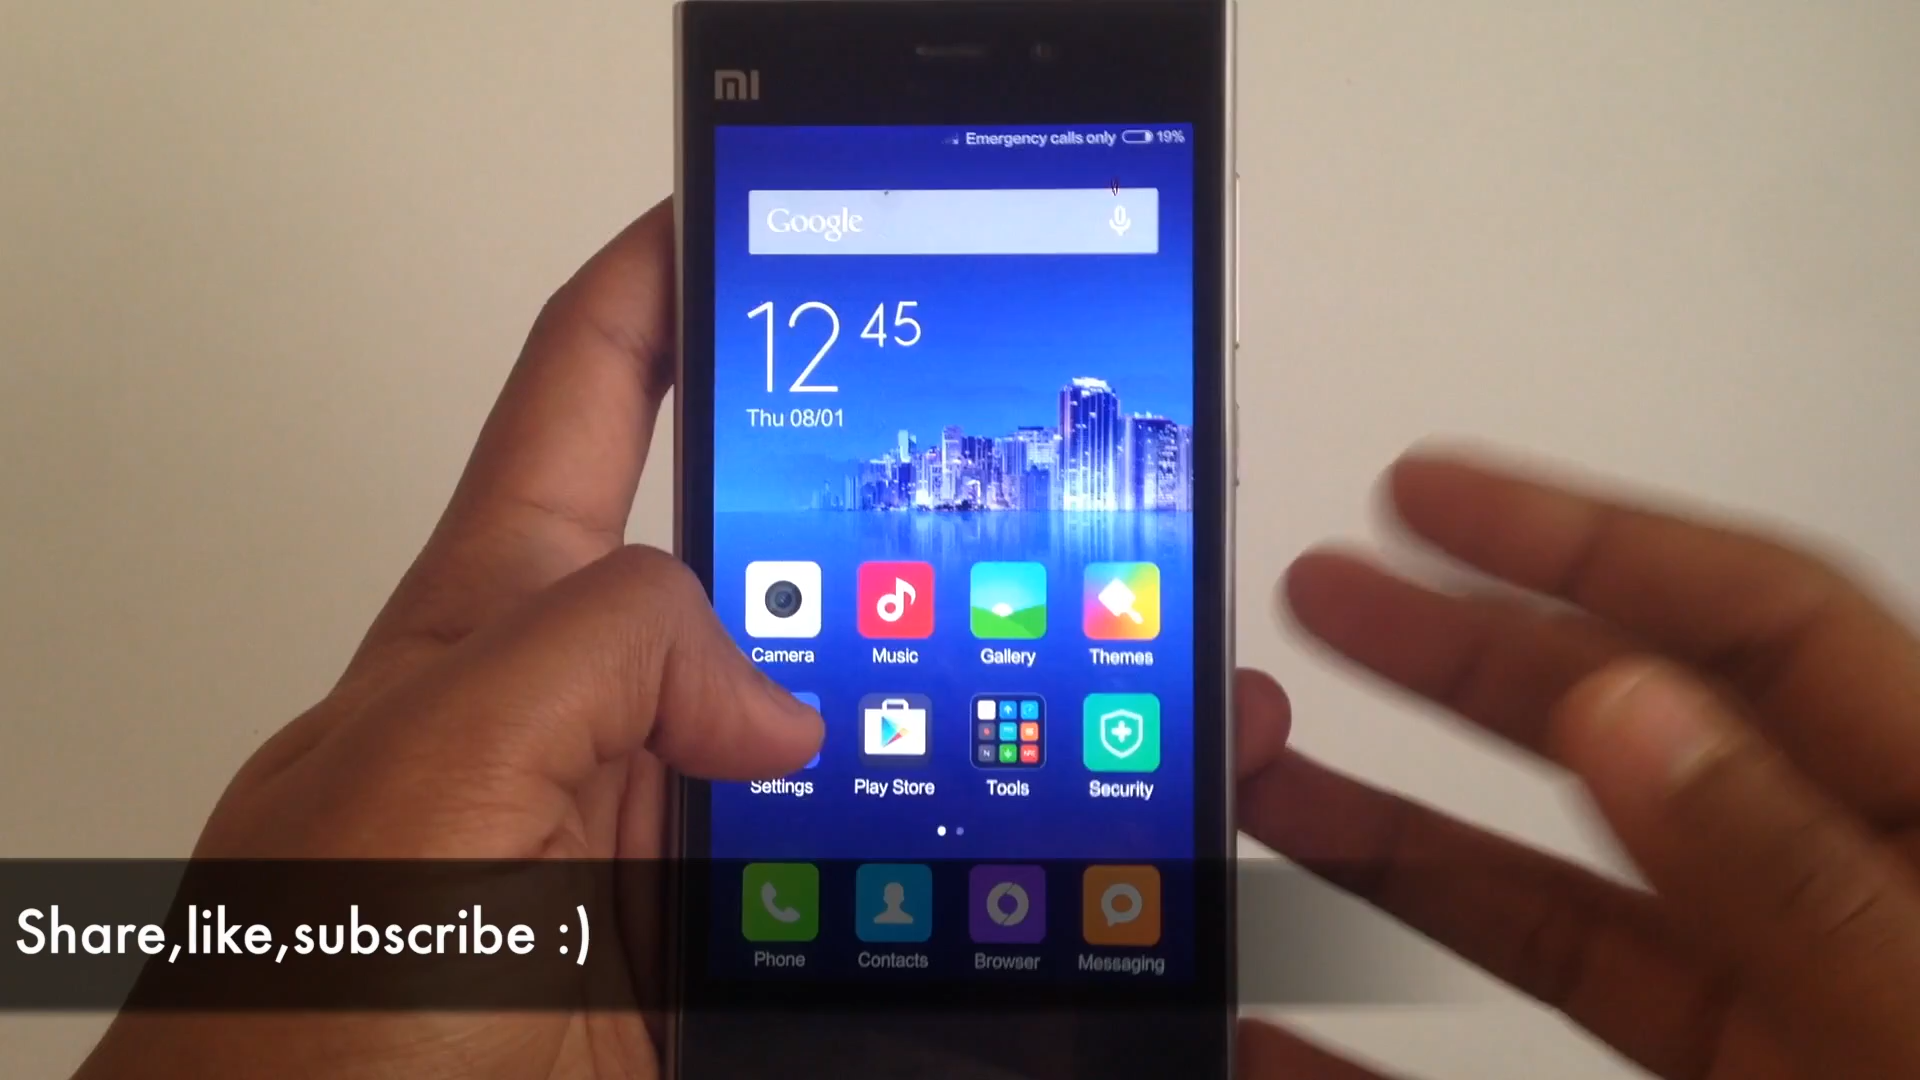 mi
Emergency calls only 19%
Google
12 45
Thu 08/01
Camera Music Gallery Themes
Settings Play Store Tools Security
Phone Contacts Browser Messaging
Share,like,subscribe :)